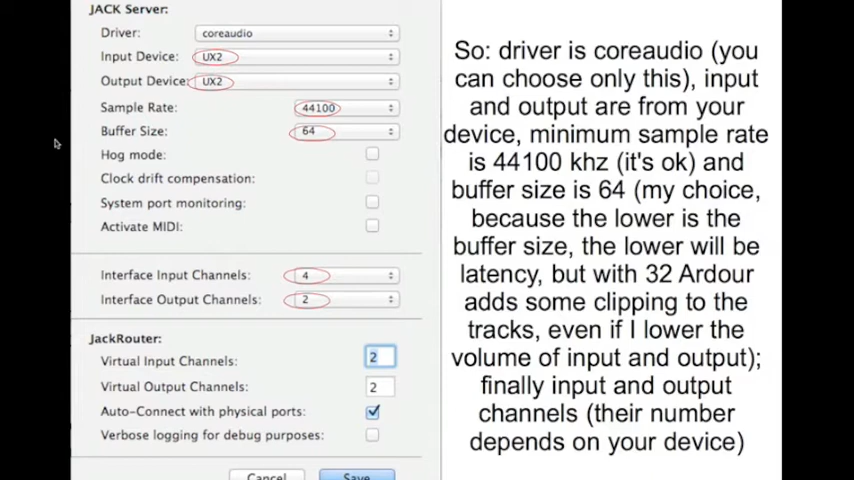 JACK Server:
Driver: coreaudio
Input Device: UX2
Output Device: UX2
Sample Rate: 44100
Buffer Size: 64
Hog mode:
Clock drift compensation:
System port monitoring:
Activate MIDI:
Interface Input Channels: 4
Interface Output Channels: 2
JackRouter:
Virtual Input Channels: 2
Virtual Output Channels: 2
Auto-Connect with physical ports:
Verbose logging for debug purposes:
Cancel Save
So: driver is coreaudio (you
can choose only this), input
and output are from your
device, minimum sample rate
is 44100 khz (it's ok) and
buffer size is 64 (my choice,
because the lower is the
buffer size, the lower will be
latency, but with 32 Ardour
adds some clipping to the
tracks, even if I lower the
volume of input and output);
finally input and output
channels (their number
depends on your device)